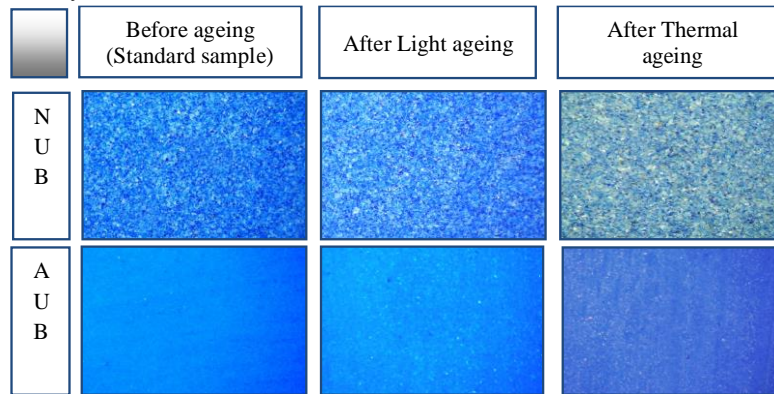 Before ageing
(Standard sample)
After Light ageing
After Thermal
ageing
N
U
B
A
U
B